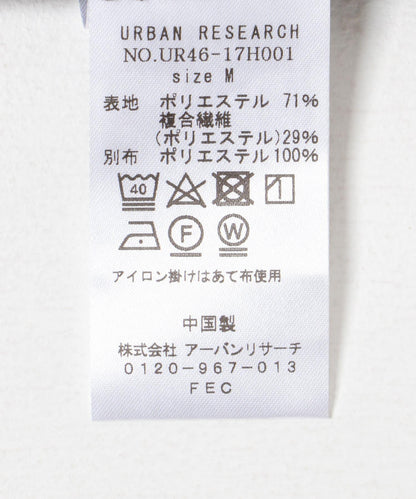 URBAN RESEARCH
NO.UR46-17H001
size M
表地 ポリエステル 71%
複合繊維
(ポリエステル)29%
別布 ポリエステル100%
40
F W
アイロン掛けはあて布使用
中国製
株式会社 アーバンリサーチ
0120-967-013
FEC